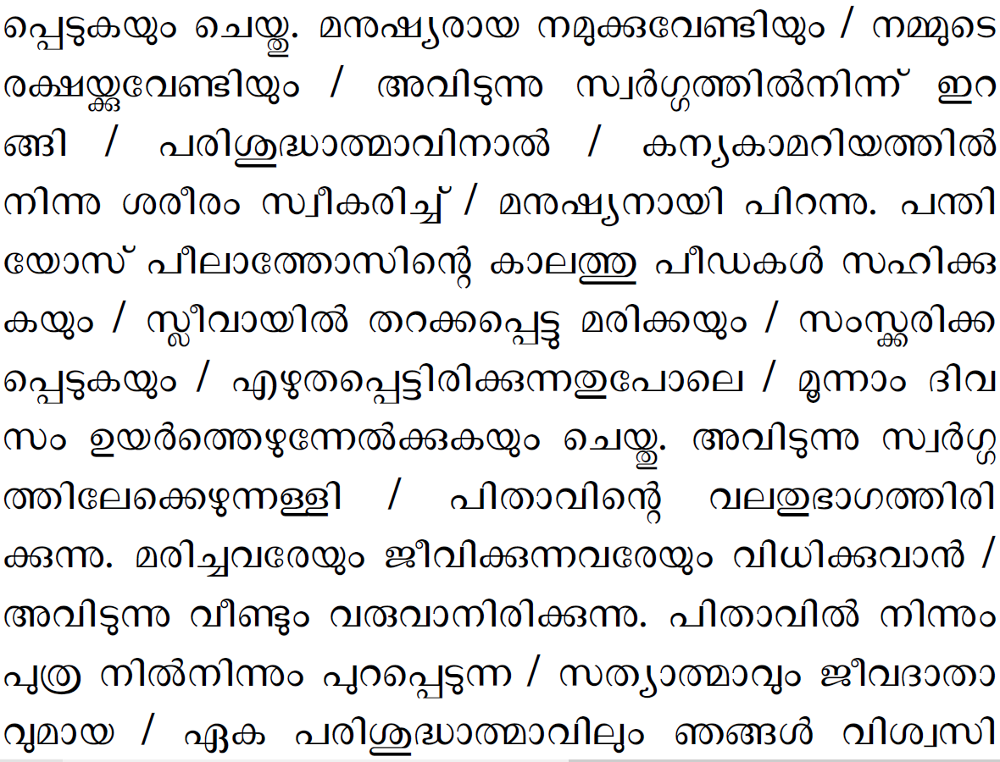 പ്പെടുകയും ചെയ്തു. മനുഷ്യരായ നമുക്കുവേണ്ടിയും / നമ്മുടെ
രക്ഷയ്ക്കുവേണ്ടിയും / അവിടുന്നു സ്വർഗ്ഗത്തിൽനിന്ന് ഇറ
ങ്ങി / പരിശുദ്ധാത്മാവിനാൽ / കന്യകാമറിയത്തിൽ
നിന്നു ശരീരം സ്വീകരിച്ച് / മനുഷ്യനായി പിറന്നു. പന്തി
യോസ് പീലാത്തോസിന്റെ കാലത്തു പീഡകൾ സഹിക്കു
കയും / സ്ലീവായിൽ തറക്കപ്പെട്ടു മരിക്കയും / സംസ്ക്കരിക്ക
പ്പെടുകയും / എഴുതപ്പെട്ടിരിക്കുന്നതുപോലെ / മൂന്നാം ദിവ
സം ഉയർത്തെഴുന്നേൽക്കുകയും ചെയ്തു. അവിടുന്നു സ്വർഗ്ഗ
ത്തിലേക്കെഴുന്നള്ളി / പിതാവിന്റെ വലതുഭാഗത്തിരി
ക്കുന്നു. മരിച്ചവരേയും ജീവിക്കുന്നവരേയും വിധിക്കുവാൻ /
അവിടുന്നു വീണ്ടും വരുവാനിരിക്കുന്നു. പിതാവിൽ നിന്നും
പുത്ര നിൽനിന്നും പുറപ്പെടുന്ന / സത്യാത്മാവും ജീവദാതാ
വുമായ / ഏക പരിശുദ്ധാത്മാവിലും ഞങ്ങൾ വിശ്വസി